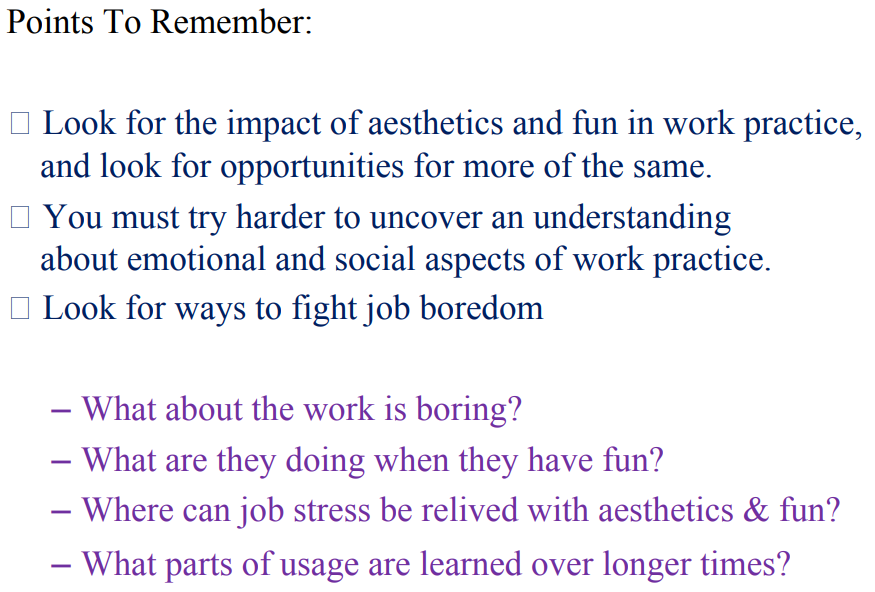 Points To Remember:
□ Look for the impact of aesthetics and fun in work practice,
and look for opportunities for more of the same.
□ You must try harder to uncover an understanding
about emotional and social aspects of work practice.
□ Look for ways to fight job boredom
– What about the work is boring?
– What are they doing when they have fun?
– Where can job stress be relived with aesthetics & fun?
– What parts of usage are learned over longer times?